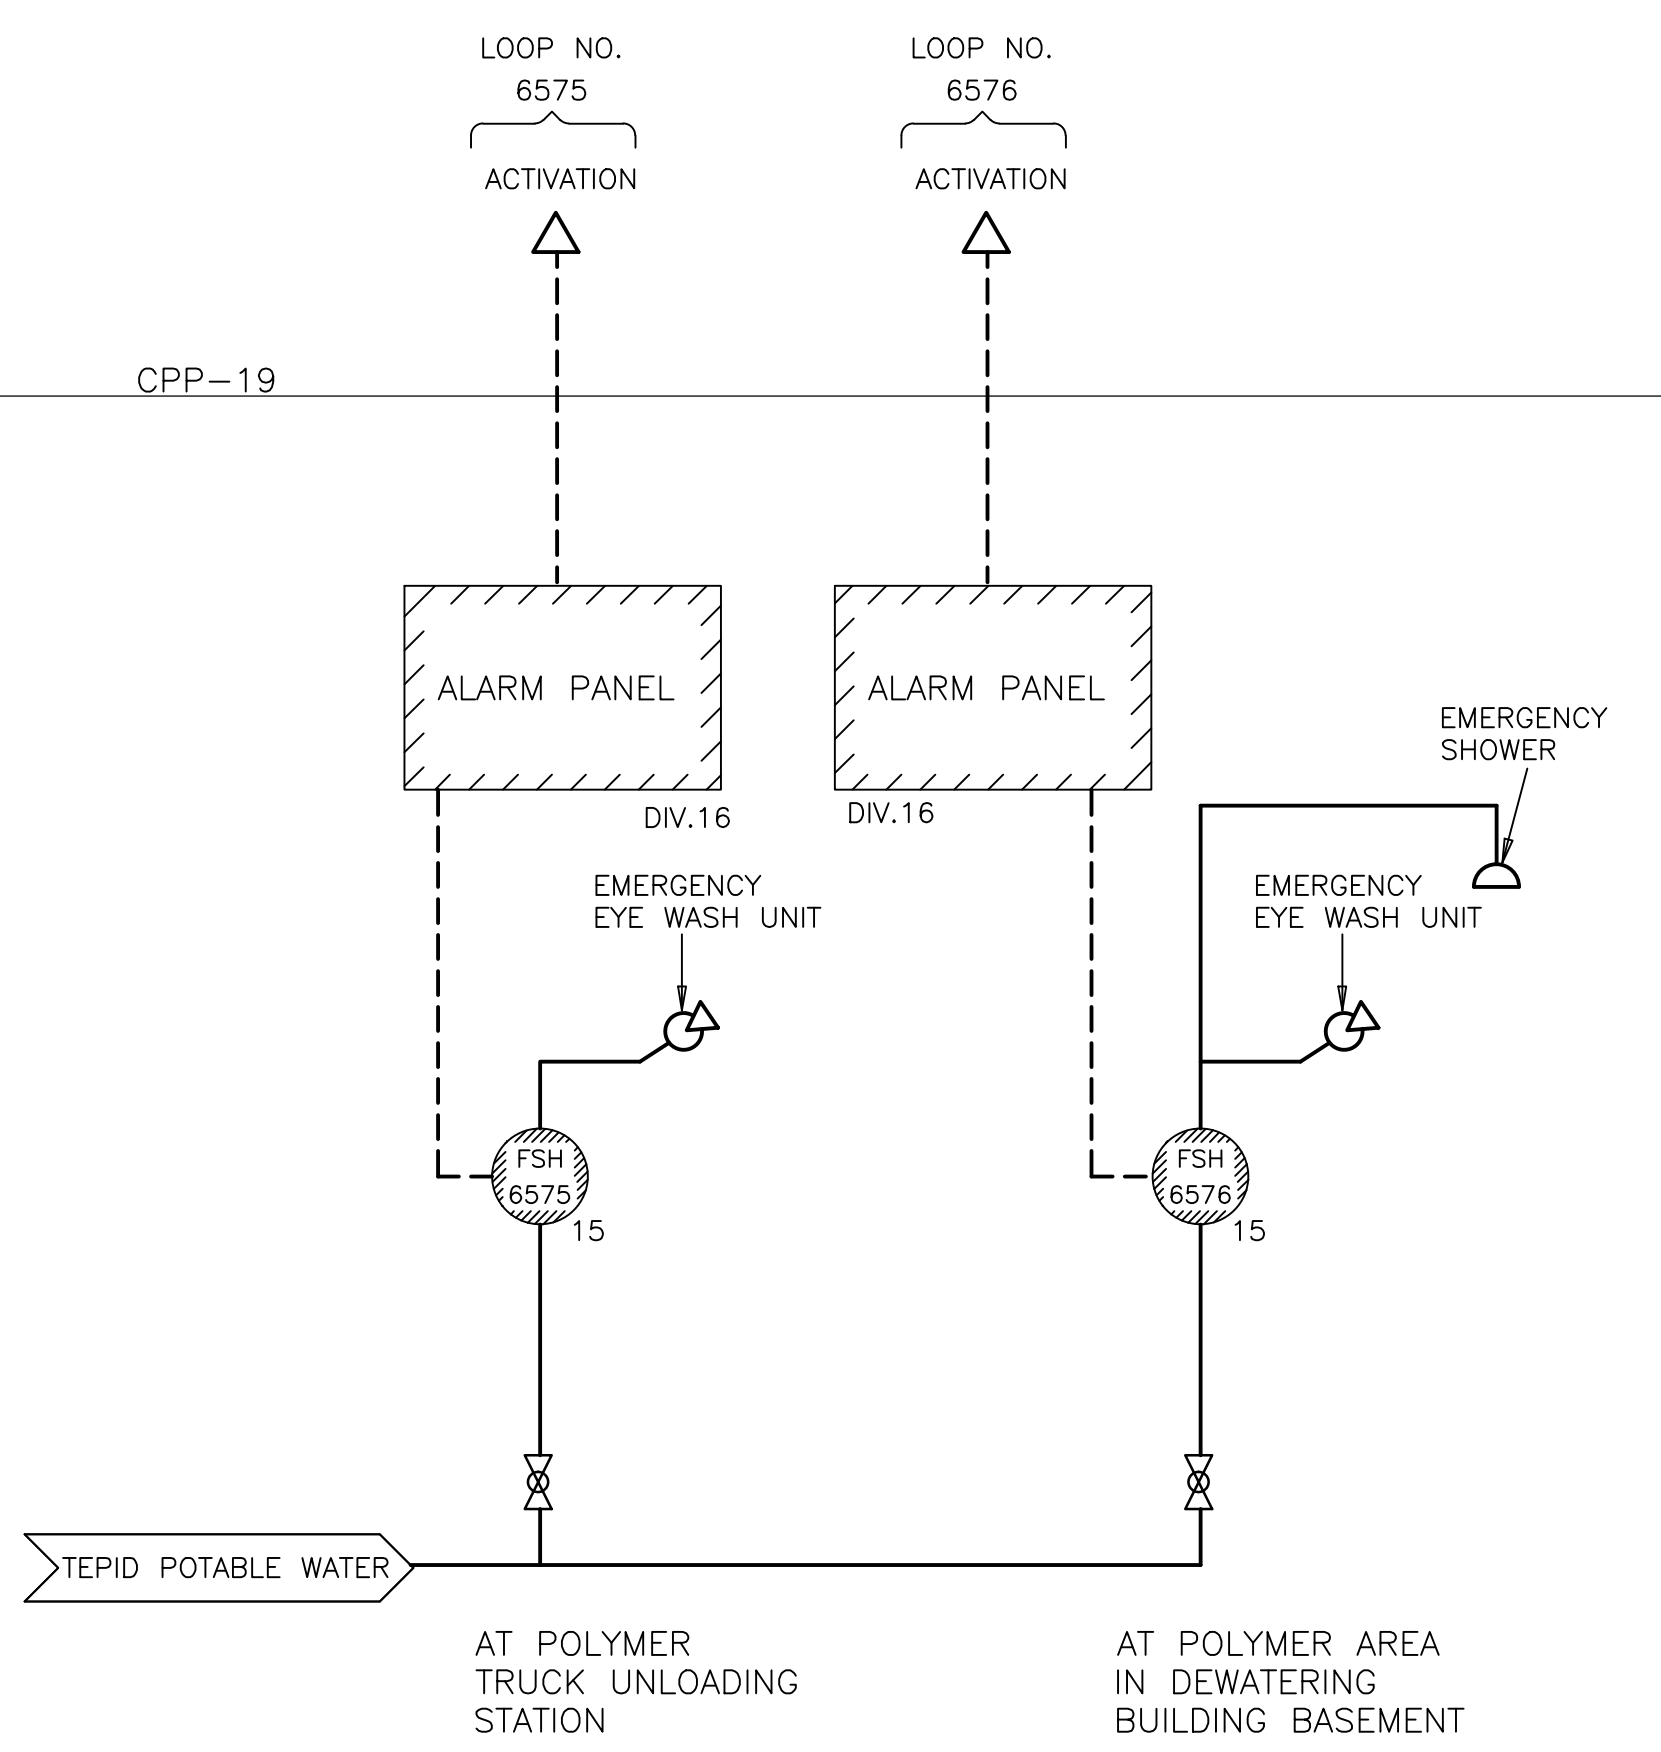 LOOP NO.
6575
ACTIVATION
LOOP NO.
6576
ACTIVATION
CPP-19
ALARM PANEL
DIV.16
ALARM PANEL
DIV.16
EMERGENCY
SHOWER
EMERGENCY
EYE WASH UNIT
EMERGENCY
EYE WASH UNIT
FSH
6575
15
FSH
6576
15
TEPID POTABLE WATER
AT POLYMER
TRUCK UNLOADING
STATION
AT POLYMER AREA
IN DEWATERING
BUILDING BASEMENT